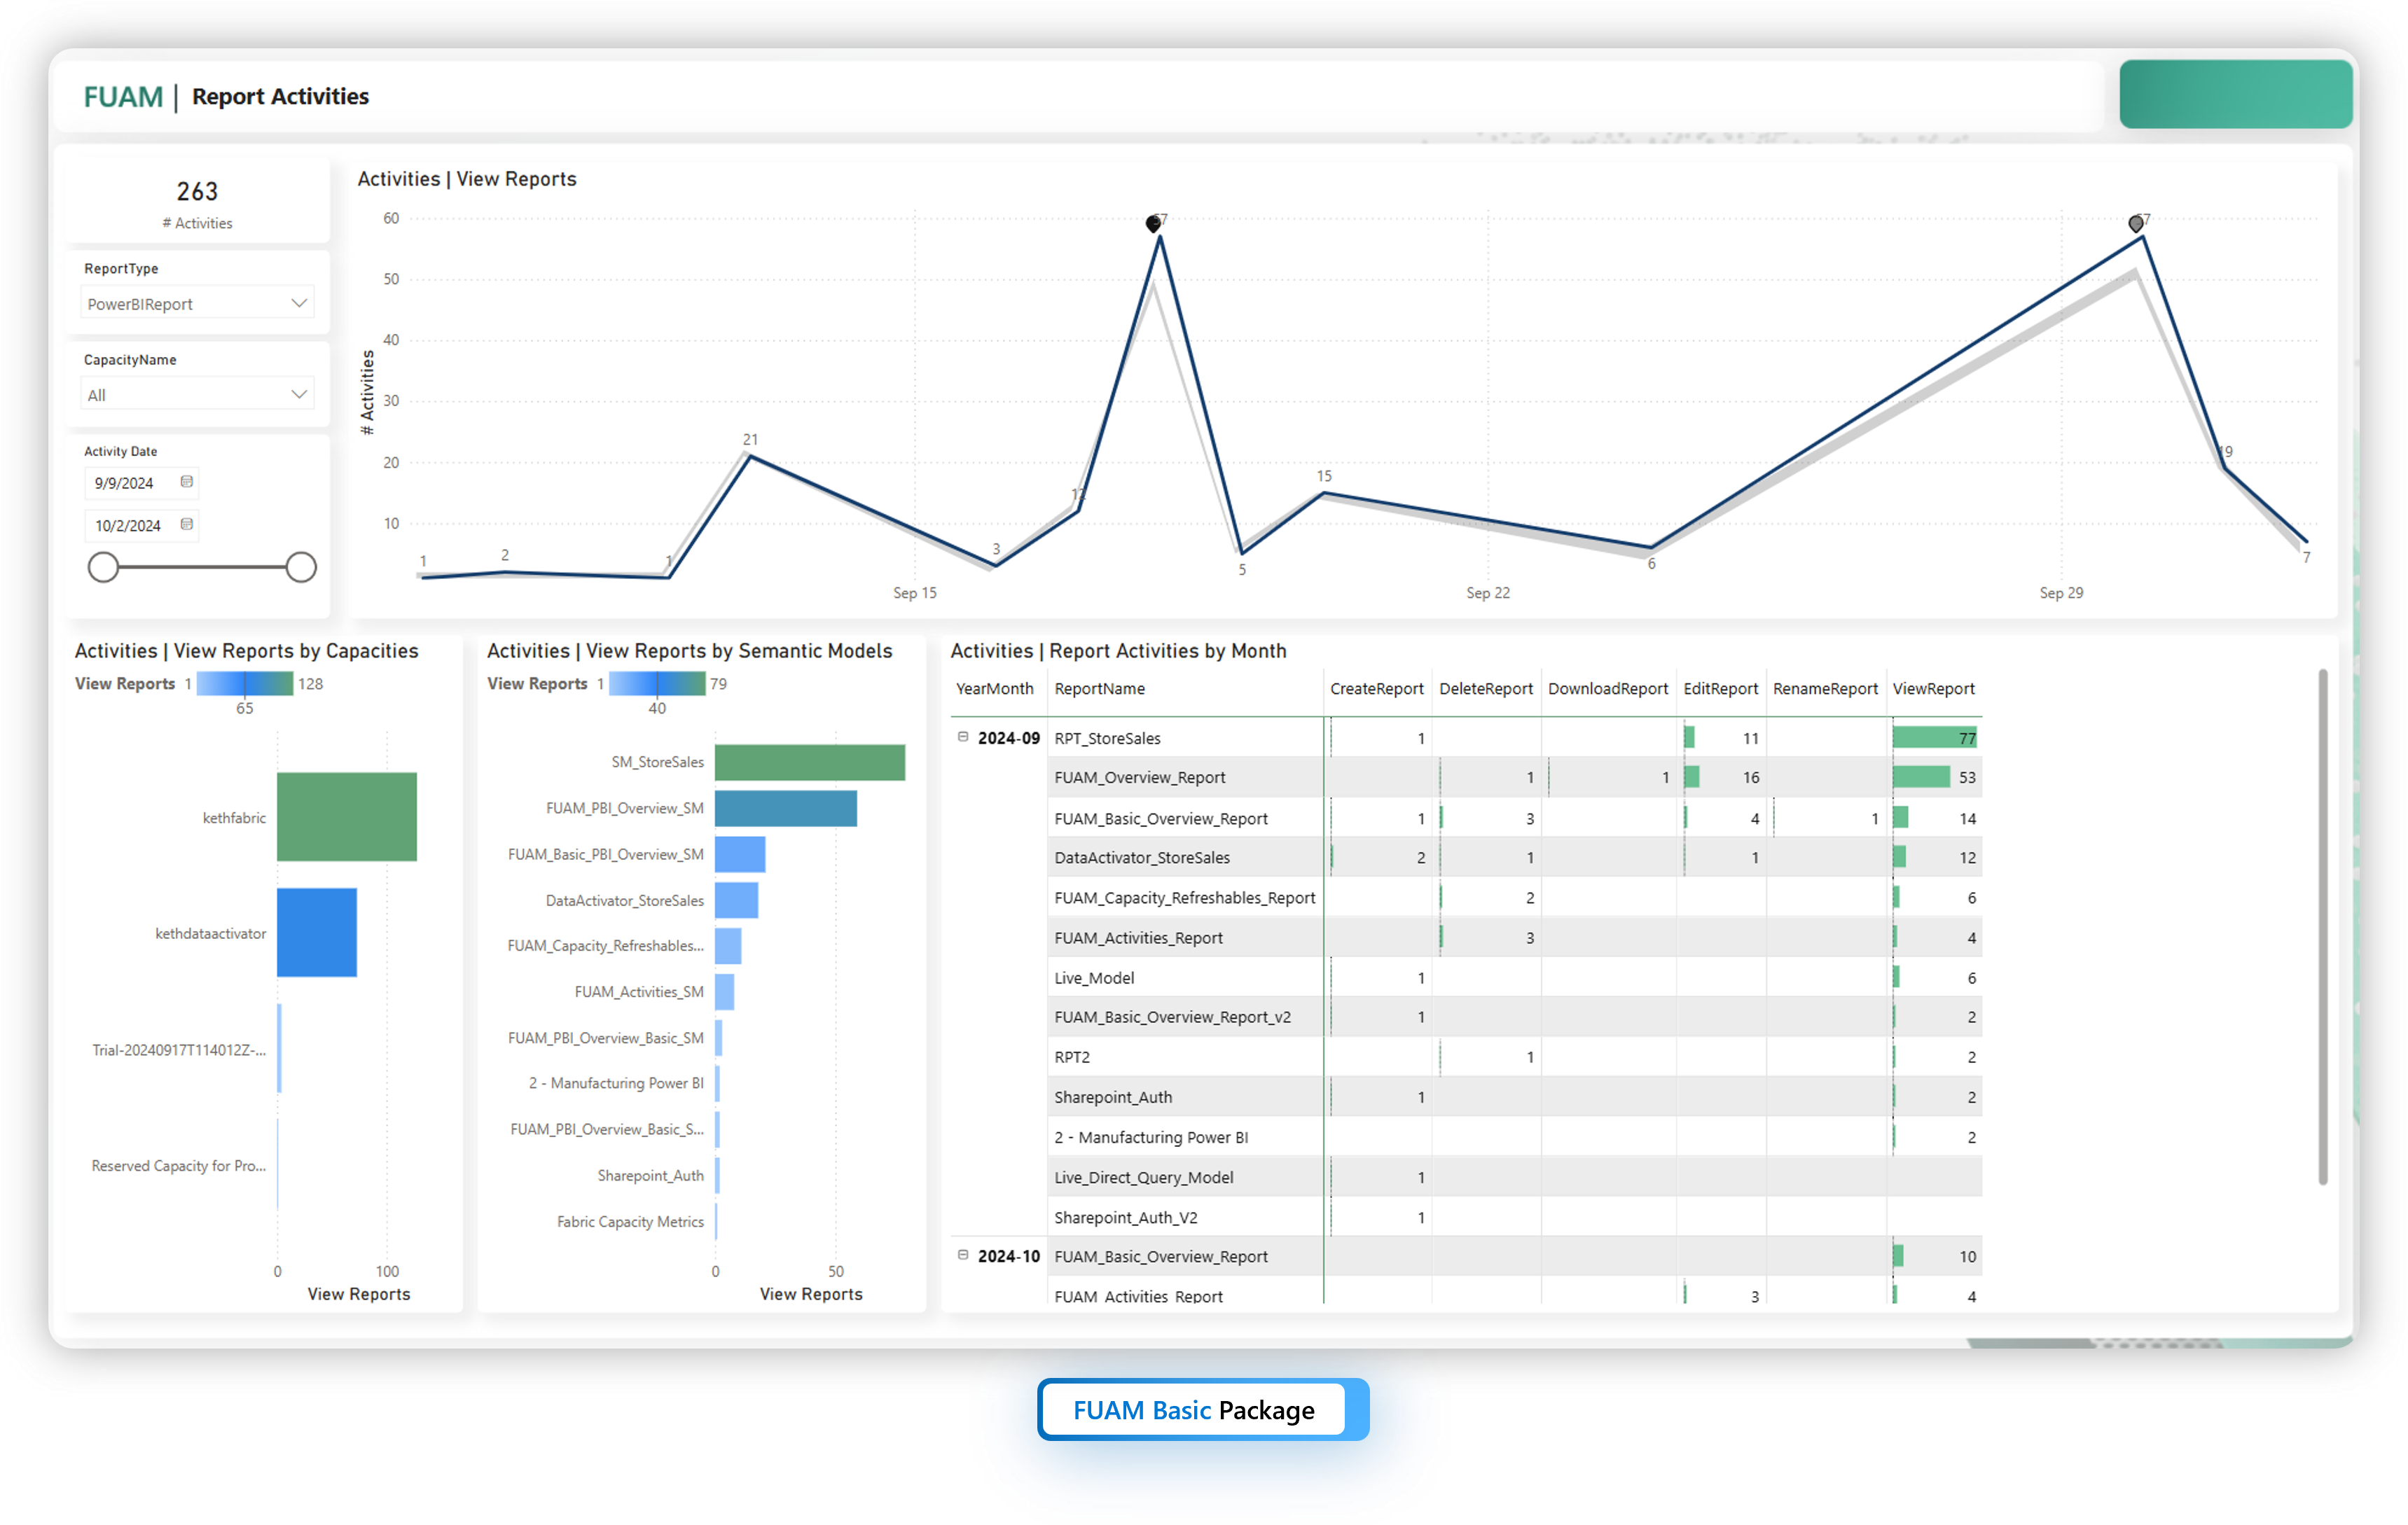 FUAM | Report Activities
263
# Activities
ReportType
PowerBIReport
CapacityName
All
Activity Date
9/9/2024
10/2/2024
Activities | View Reports
# Activities
60
50
40
30
20
10
1
2
1
21
3
12
57
5
15
6
57
19
7
Sep 15
Sep 22
Sep 29
Activities | View Reports by Capacities
View Reports 1 128
65
kethfabric
kethdataactivator
Trial-20240917T114012Z-...
Reserved Capacity for Pro...
0 100
View Reports
Activities | View Reports by Semantic Models
View Reports 1 79
40
SM_StoreSales
FUAM_PBI_Overview_SM
FUAM_Basic_PBI_Overview_SM
DataActivator_StoreSales
FUAM_Capacity_Refreshables...
FUAM_Activities_SM
FUAM_PBI_Overview_Basic_SM
2 - Manufacturing Power BI
FUAM_PBI_Overview_Basic_S...
Sharepoint_Auth
Fabric Capacity Metrics
0 50
View Reports
Activities | Report Activities by Month
YearMonth ReportName CreateReport DeleteReport DownloadReport EditReport RenameReport ViewReport
2024-09 RPT_StoreSales 1 11 77
FUAM_Overview_Report 1 1 16 53
FUAM_Basic_Overview_Report 1 3 4 1 14
DataActivator_StoreSales 2 1 1 12
FUAM_Capacity_Refreshables_Report 2 6
FUAM_Activities_Report 3 4
Live_Model 1 6
FUAM_Basic_Overview_Report_v2 1 2
RPT2 1 2
Sharepoint_Auth 1 2
2 - Manufacturing Power BI 2
Live_Direct_Query_Model 1
Sharepoint_Auth_V2 1
2024-10 FUAM_Basic_Overview_Report 10
FUAM_Activities_Report 3 4
FUAM Basic Package